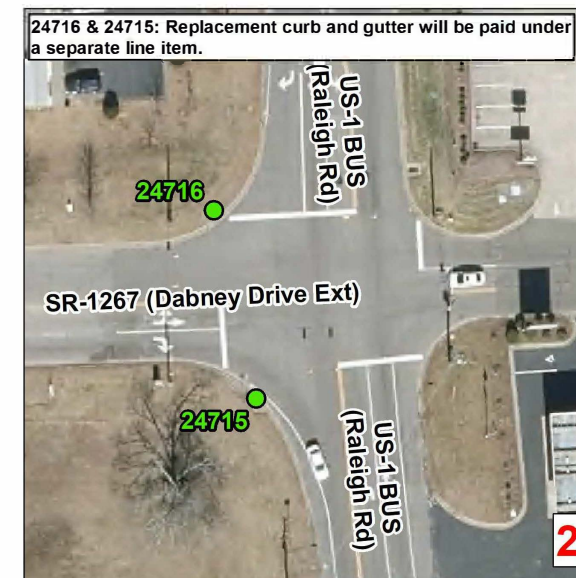 24716 & 24715: Replacement curb and gutter will be paid under
a separate line item.
US-1 BUS
(Raleigh Rd)
24716
SR-1267 (Dabney Drive Ext)
24715
US-1 BUS
(Raleigh Rd)
2